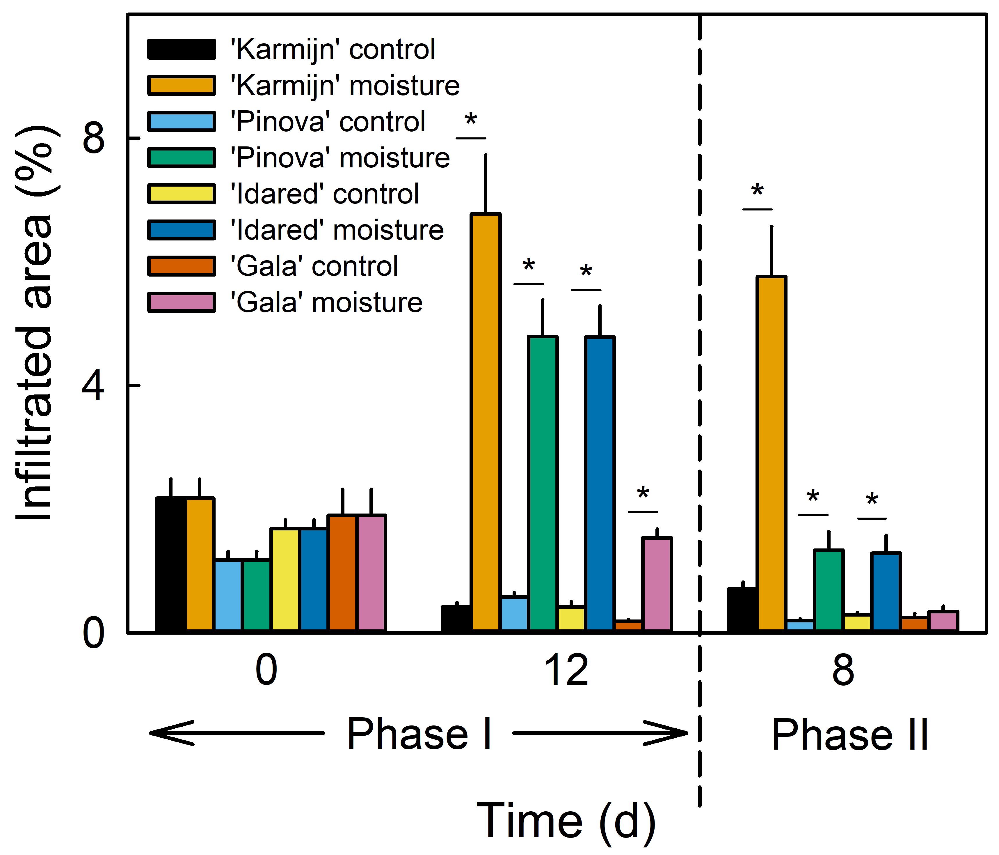 'Karmijn' control
'Karmijn' moisture
'Pinova' control
'Pinova' moisture
'Idared' control
'Idared' moisture
'Gala' control
'Gala' moisture
Infiltrated area (%)
8
4
0
*
*
*
*
*
*
*
0
12
8
Phase I
Phase II
Time (d)